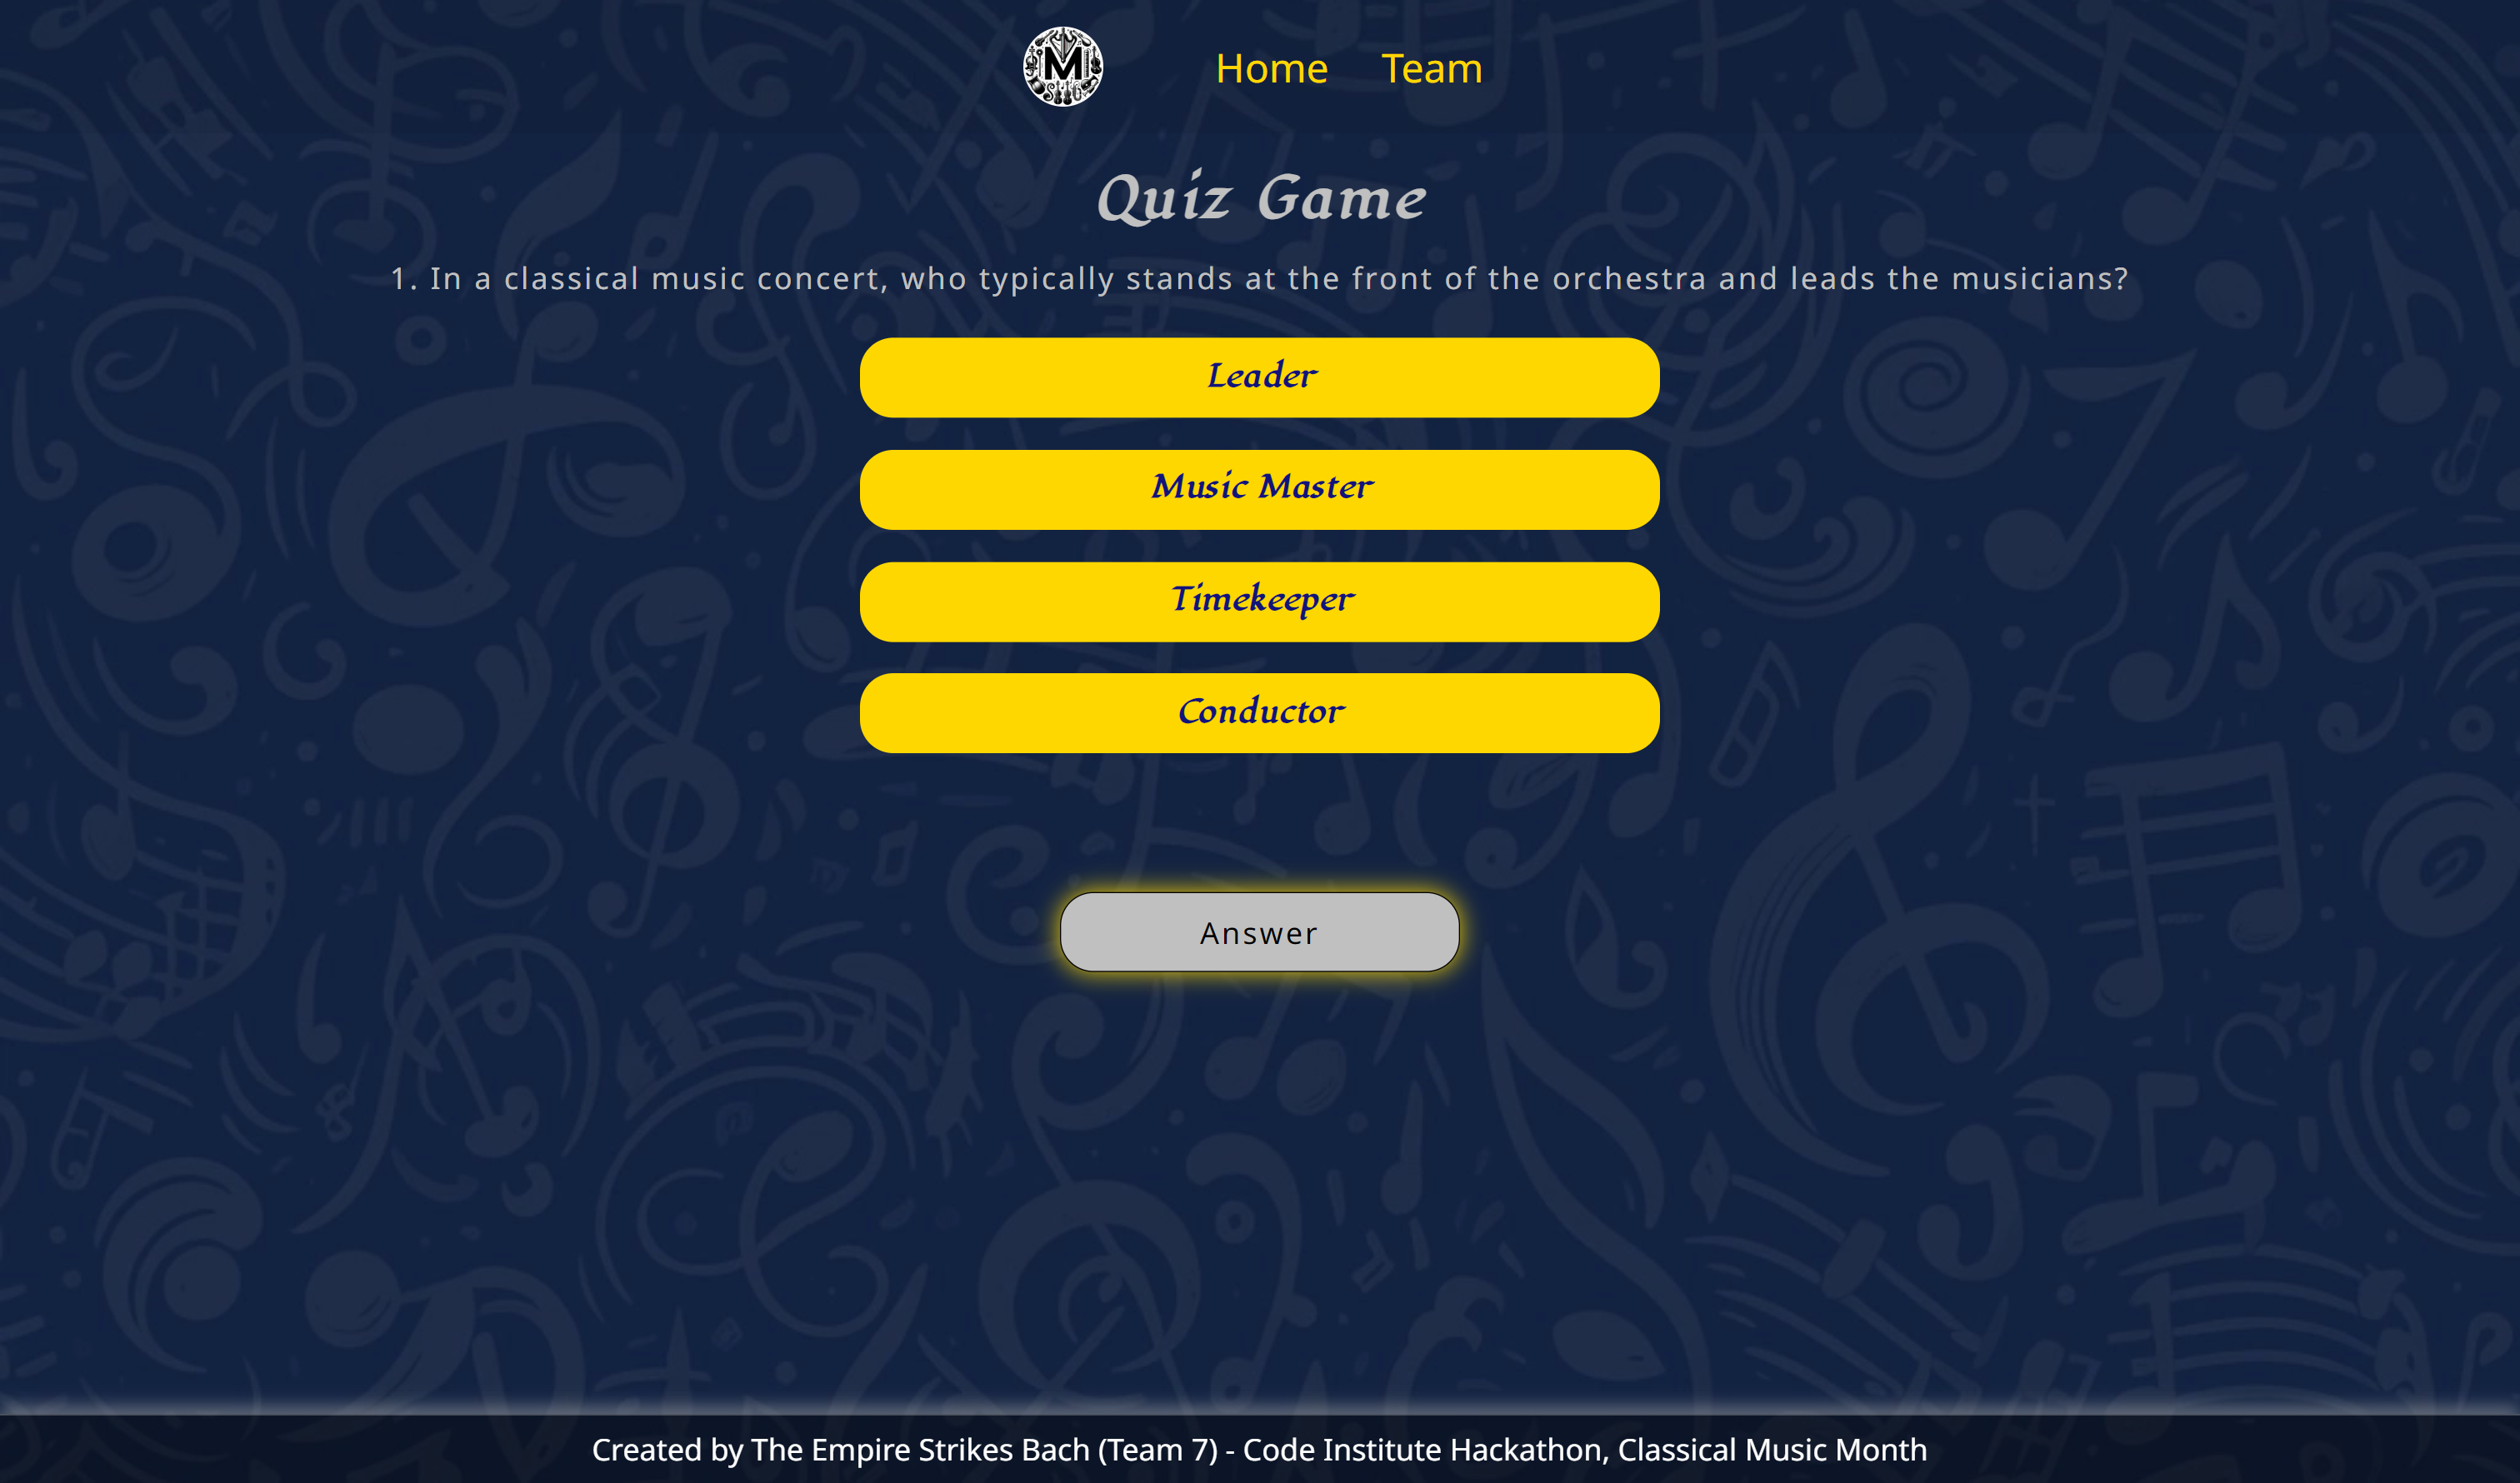 M
Home Team
Quiz Game
1. In a classical music concert, who typically stands at the front of the orchestra and leads the musicians?
Leader
Music Master
Timekeeper
Conductor
Answer
Created by The Empire Strikes Bach (Team 7) - Code Institute Hackathon, Classical Music Month